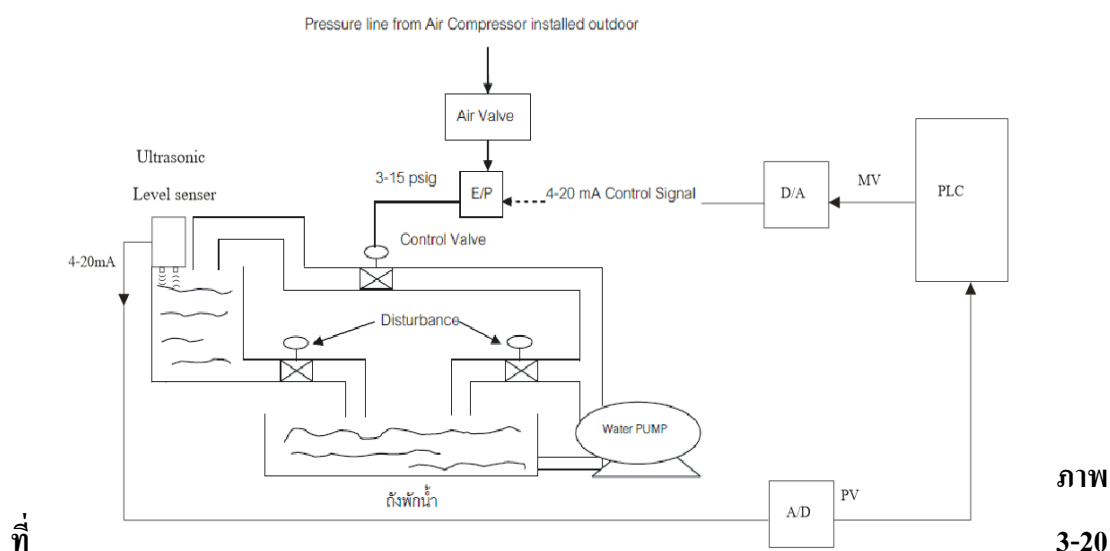 Pressure line from Air Compressor installed outdoor
Air Valve
Ultrasonic
Level senser
3-15 psig
E/P
4-20 mA Control Signal
D/A
MV
PLC
Control Valve
4-20mA
Disturbance
Water PUMP
ถังพักน้ำ
A/D
PV
ภาพ
ที่ 3-20